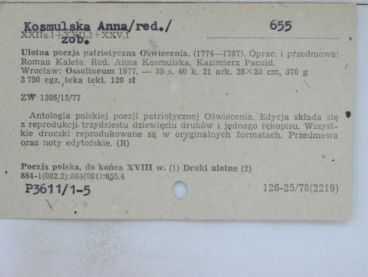 Kosmulska Anna/red./ 655
XXIIs.1+XXII.3+XXV.1
zob.
Ulotna poezja patriotyczna Oświecenia. (1774—1797). Oprac. i przedmowa:
Roman Kaleta. Red. Anna Kosmulska, Kazimierz Pacold.
Wrocław: Ossolineum 1977. — 35 s. 40 k. 21 ark. 28×23 cm, 370 g
3 750 egz. teka tekt. 120 zł
ZW 1368/15/77
Antologia polskiej poezji patriotycznej Oświecenia. Edycja składa się
z reprodukcji trzydziestu dziewięciu druków i jednego rękopisu. Wszyst-
kie druczki reprodukowane są w oryginalnych formatach. Przedmowa
oraz noty edytorskie. (R)
Poezja polska, do końca XVIII w. (1) Druki ulotne (2)
884-1(082.2):884(091):655.4
P3611/1-5 126-25/78(2219)